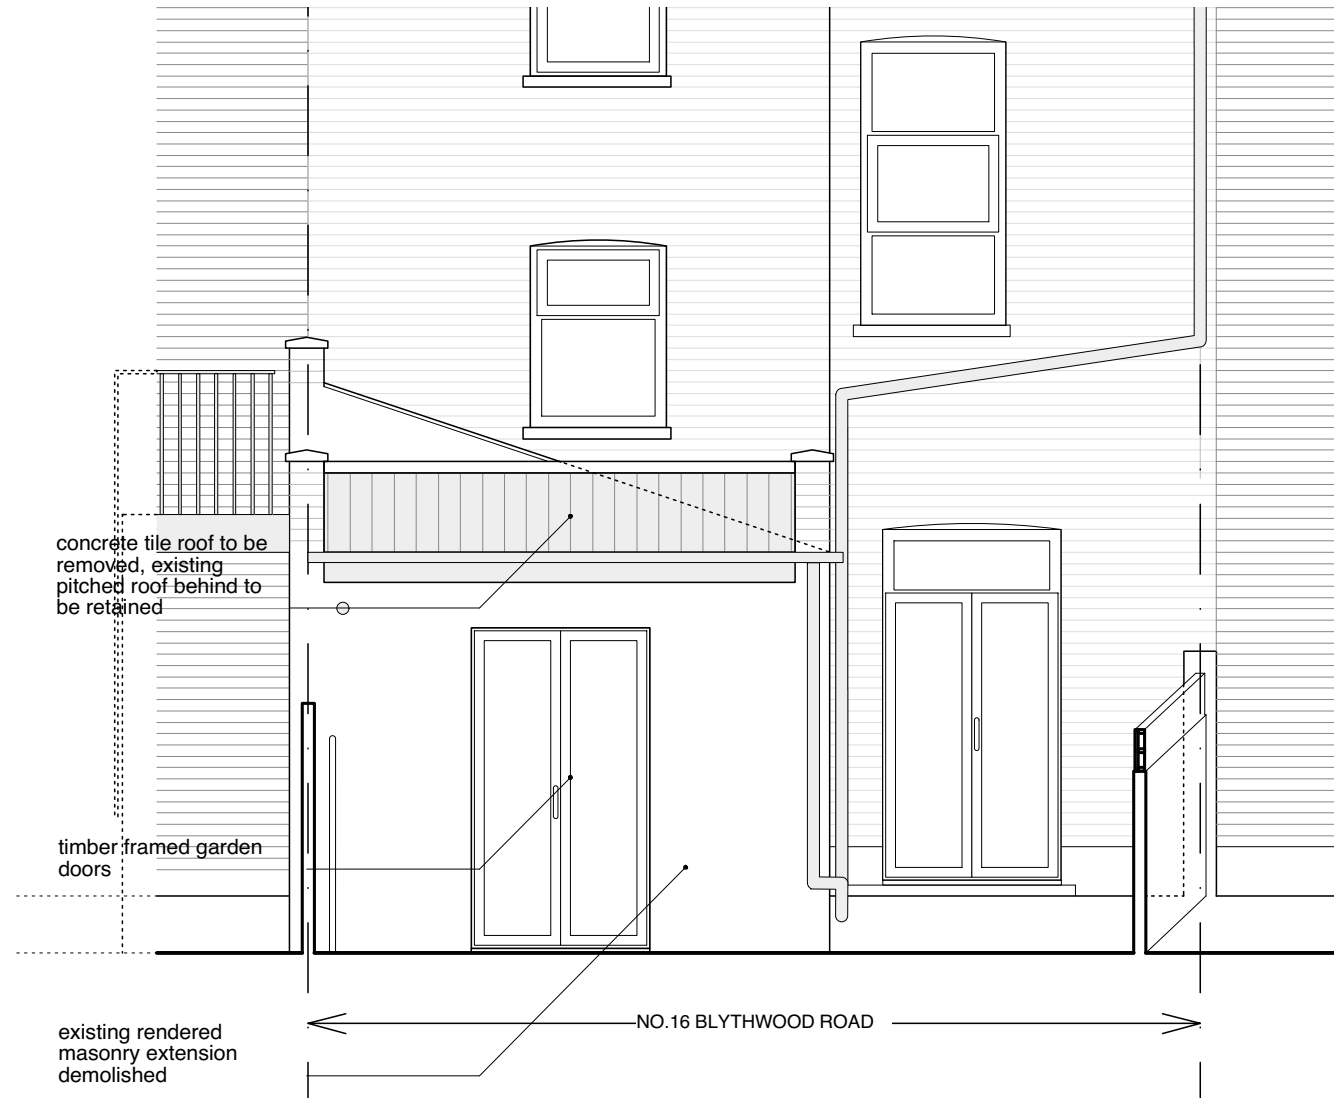 concrete tile roof to be
removed, existing
pitched roof behind to
be retained
timber framed garden
doors
existing rendered
masonry extension
demolished
NO.16 BLYTHWOOD ROAD